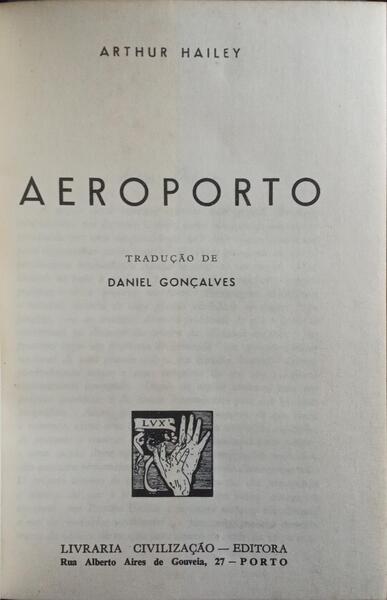 ARTHUR HAILEY
AEROPORTO
TRADUÇÃO DE
DANIEL GONÇALVES
LVX
LIVRARIA CIVILIZAÇÃO — EDITORA
Rua Alberto Aires de Gouveia, 27 — PORTO